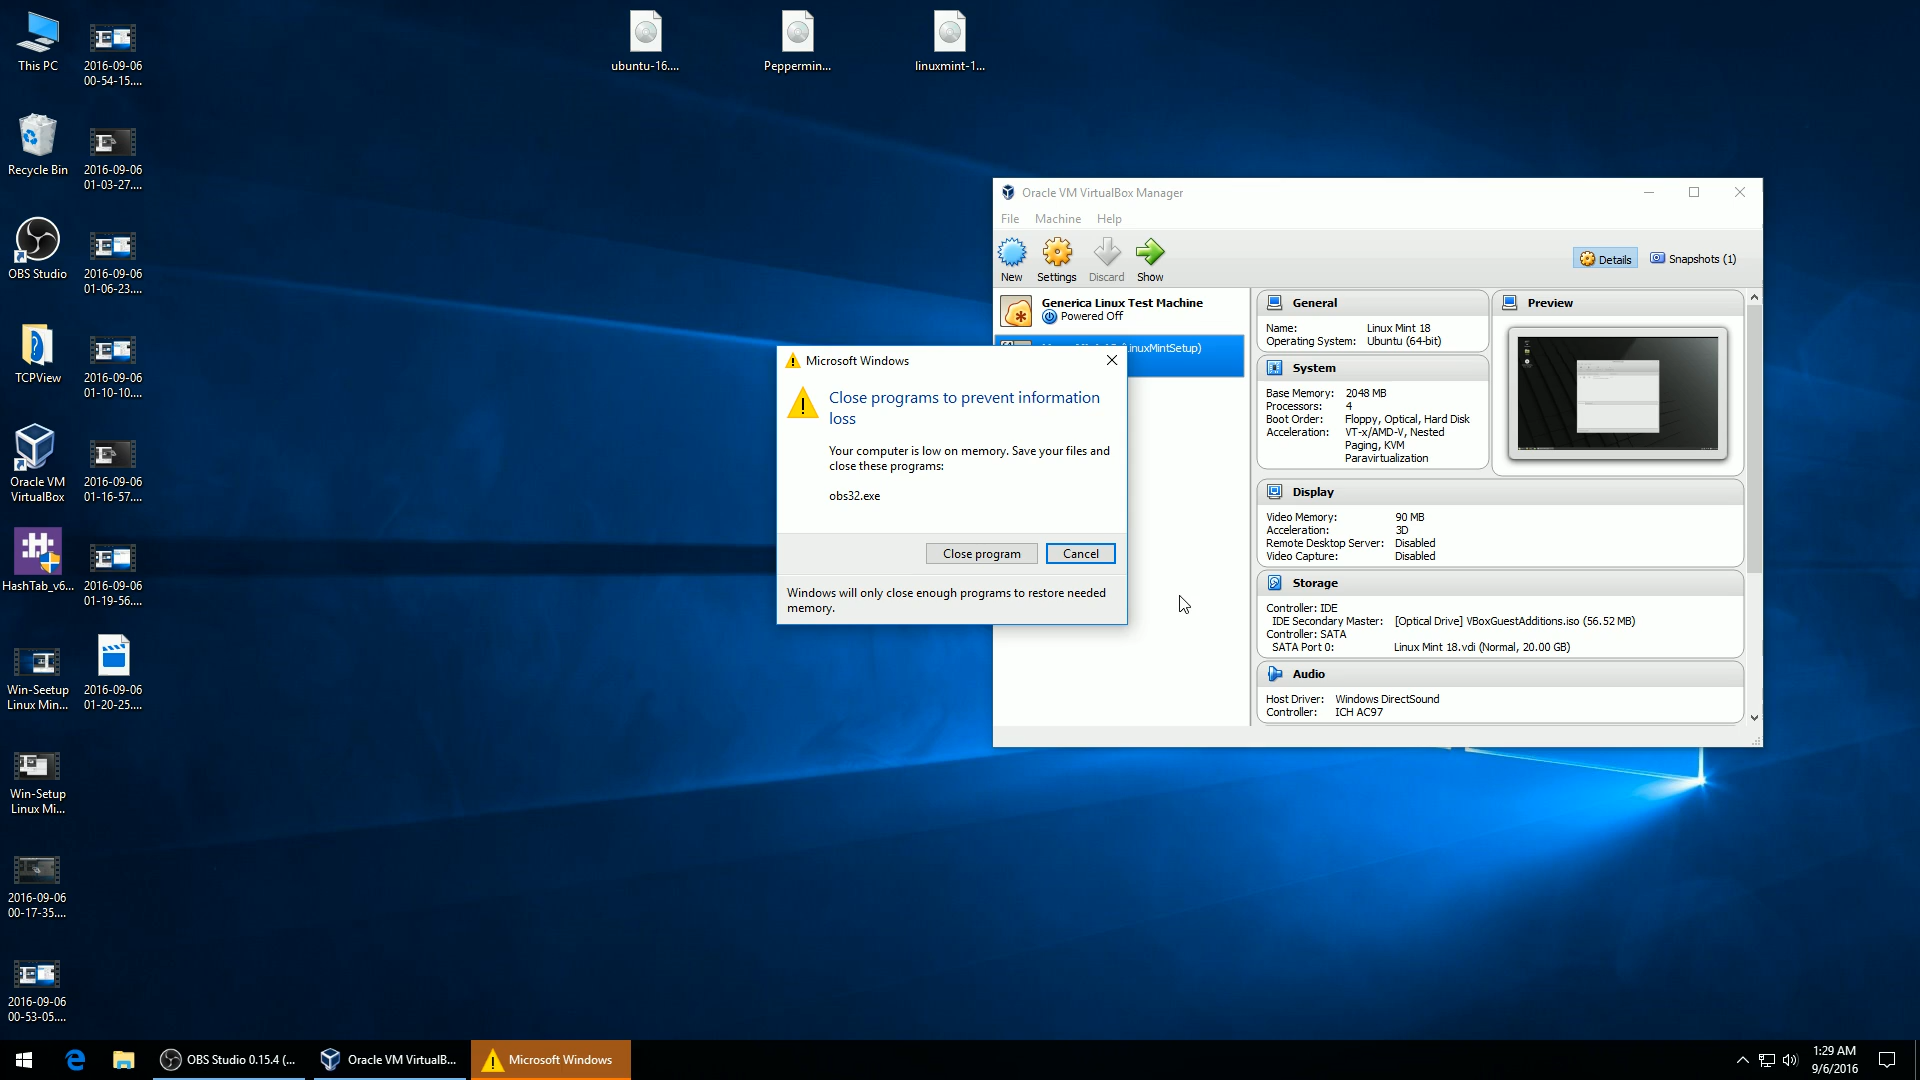 This PC
2016-09-06
00-54-15....
Recycle Bin
2016-09-06
01-03-27....
OBS Studio
2016-09-06
01-06-23....
TCPView
2016-09-06
01-10-10....
Oracle VM
VirtualBox
2016-09-06
01-16-57....
HashTab_v6...
2016-09-06
01-19-56....
Win-Seetup
Linux Min...
2016-09-06
01-20-25....
Win-Setup
Linux Mi...
2016-09-06
00-17-35....
2016-09-06
00-53-05....
ubuntu-16....
Peppermin...
linuxmint-1...
Oracle VM VirtualBox Manager
File Machine Help
New Settings Discard Show
Details Snapshots (1)
Generica Linux Test Machine
Powered Off
LinuxMintSetup)
General
Name: Linux Mint 18
Operating System: Ubuntu (64-bit)
System
Base Memory: 2048 MB
Processors: 4
Boot Order: Floppy, Optical, Hard Disk
Acceleration: VT-x/AMD-V, Nested
Paging, KVM
Paravirtualization
Preview
Display
Video Memory: 90 MB
Acceleration: 3D
Remote Desktop Server: Disabled
Video Capture: Disabled
Storage
Controller: IDE
IDE Secondary Master: [Optical Drive] VBoxGuestAdditions.iso (56.52 MB)
Controller: SATA
SATA Port 0: Linux Mint 18.vdi (Normal, 20.00 GB)
Audio
Host Driver: Windows DirectSound
Controller: ICH AC97
Microsoft Windows
Close programs to prevent information
loss
Your computer is low on memory. Save your files and
close these programs:
obs32.exe
Close program Cancel
Windows will only close enough programs to restore needed
memory.
OBS Studio 0.15.4 (...
Oracle VM VirtualB...
Microsoft Windows
1:29 AM
9/6/2016